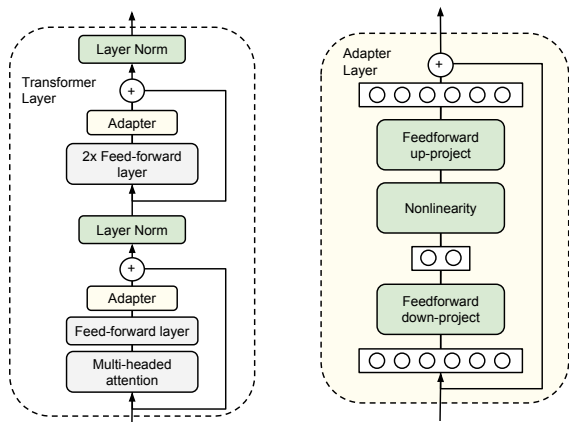 Layer Norm
Transformer
Layer
+
Adapter
2x Feed-forward
layer
Layer Norm
+
Adapter
Feed-forward layer
Multi-headed
attention
Adapter
Layer
+
Feedforward
up-project
Nonlinearity
Feedforward
down-project